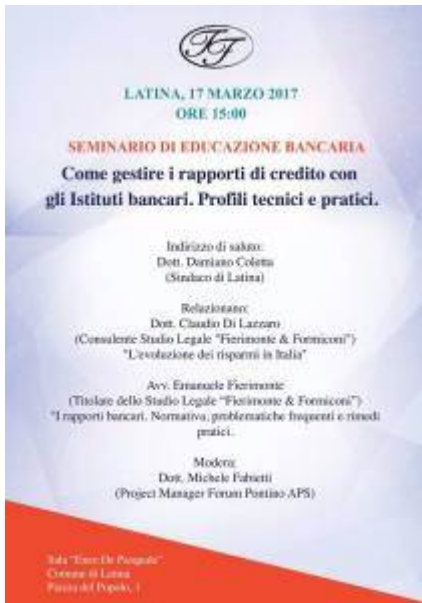 LATINA, 17 MARZO 2017
ORE 15:00
SEMINARIO DI EDUCAZIONE BANCARIA
Come gestire i rapporti di credito con
gli Istituti bancari. Profili tecnici e pratici.
Indirizzo di saluto:
Dott. Damiano Coletta
(Sindaco di Latina)
Relazionano:
Dott. Claudio Di Lazzaro
(Consulente Studio Legale "Fierimonte & Formiconi")
"L'evoluzione dei risparmi in Italia"
Avv. Emanuele Fierimonte
(Titolare dello Studio Legale "Fierimonte & Formiconi")
"I rapporti bancari. Normativa, problematiche frequenti e rimedi
pratici.
Modera:
Dott. Michele Fabietti
(Project Manager Forum Pontino APS)
Sala "Enzo De Pasquale"
Comune di Latina
Piazza del Popolo, 1